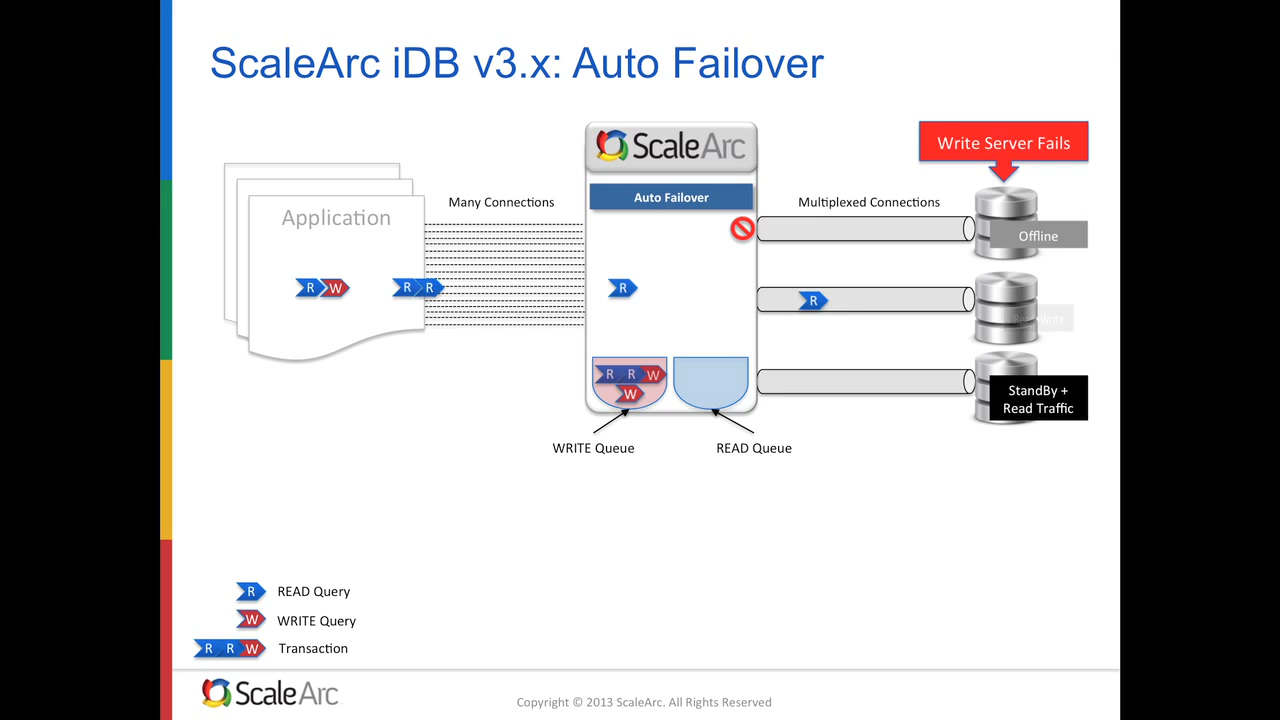 ScaleArc iDB v3.x: Auto Failover
ScaleArc
Write Server Fails
Auto Failover
Application
Many Connections
Multiplexed Connections
Offline
R W
R R
R
R
Write
R R W
W
StandBy +
Read Traffic
WRITE Queue
READ Queue
R READ Query
W WRITE Query
R R W Transaction
ScaleArc
Copyright © 2013 ScaleArc. All Rights Reserved